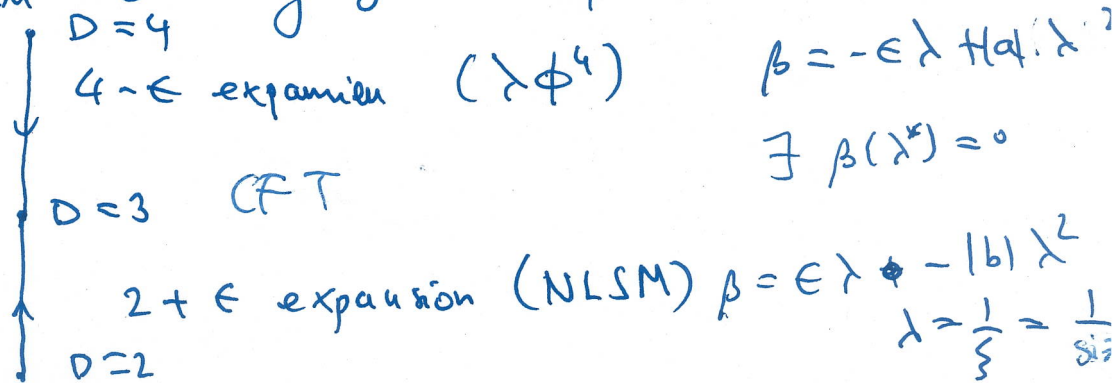 D = 4
4 - ϵ expansion (λϕ⁴) β = -ϵλ + |a|. λ²
∃ β(λ*) = 0
D = 3 CFT
2 + ϵ expansion (NLSM) β = ϵλ - |b| λ²
λ = 1/ξ = 1/
D = 2